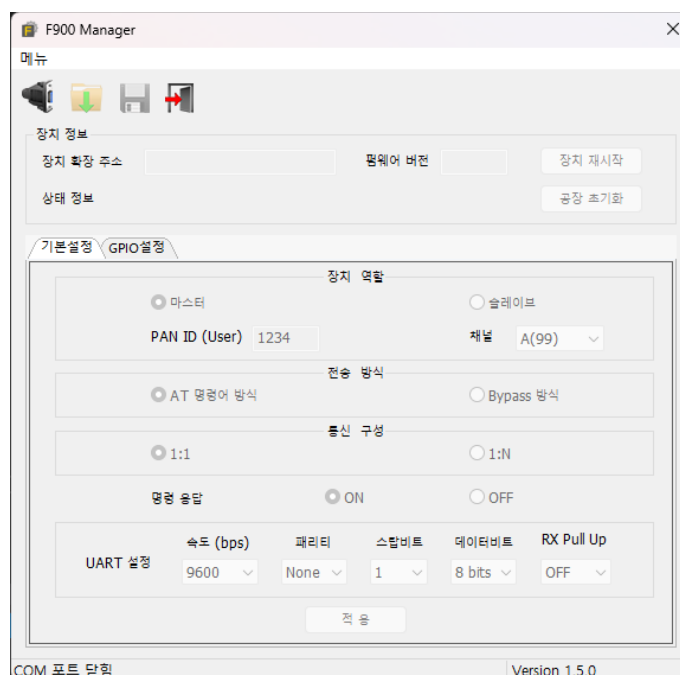 F900 Manager
메뉴
장치 정보
장치 확장 주소 펌웨어 버전 장치 재시작
상태 정보 공장 초기화
기본설정 GPIO설정
장치 역할
마스터 슬레이브
PAN ID (User) 1234 채널 A(99)
전송 방식
AT 명령어 방식 Bypass 방식
통신 구성
1:1 1:N
명령 응답 ON OFF
속도 (bps) 패리티 스탑비트 데이터비트 RX Pull Up
UART 설정 9600 None 1 8 bits OFF
적 용
COM 포트 닫힘 Version 1.5.0